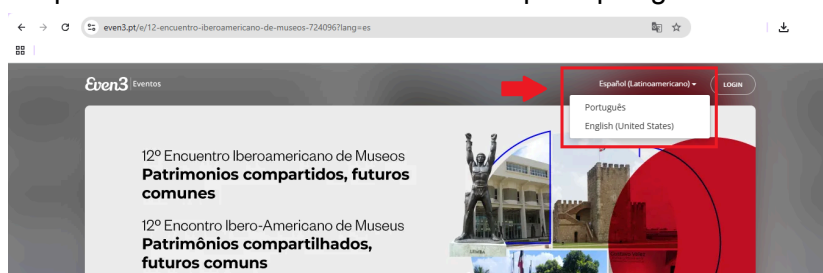 even3.pt/e/12-encuentro-iberoamericano-de-museos-724096?lang=es
Even3 Eventos
Español (Latinoamericano)
LOGIN
Português
English (United States)
12º Encuentro Iberoamericano de Museos
Patrimonios compartidos, futuros
comunes
12º Encontro Ibero-Americano de Museus
Patrimônios compartilhados,
futuros comuns